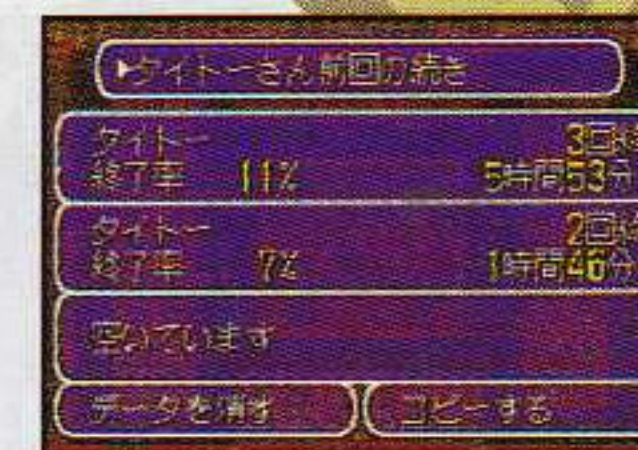 ▶タイトーさん前回の続き
タイトー 3回
終了率 11% 5時間53分
タイトー 2回
終了率 7% 1時間46分
空いています
データを消す コピーする